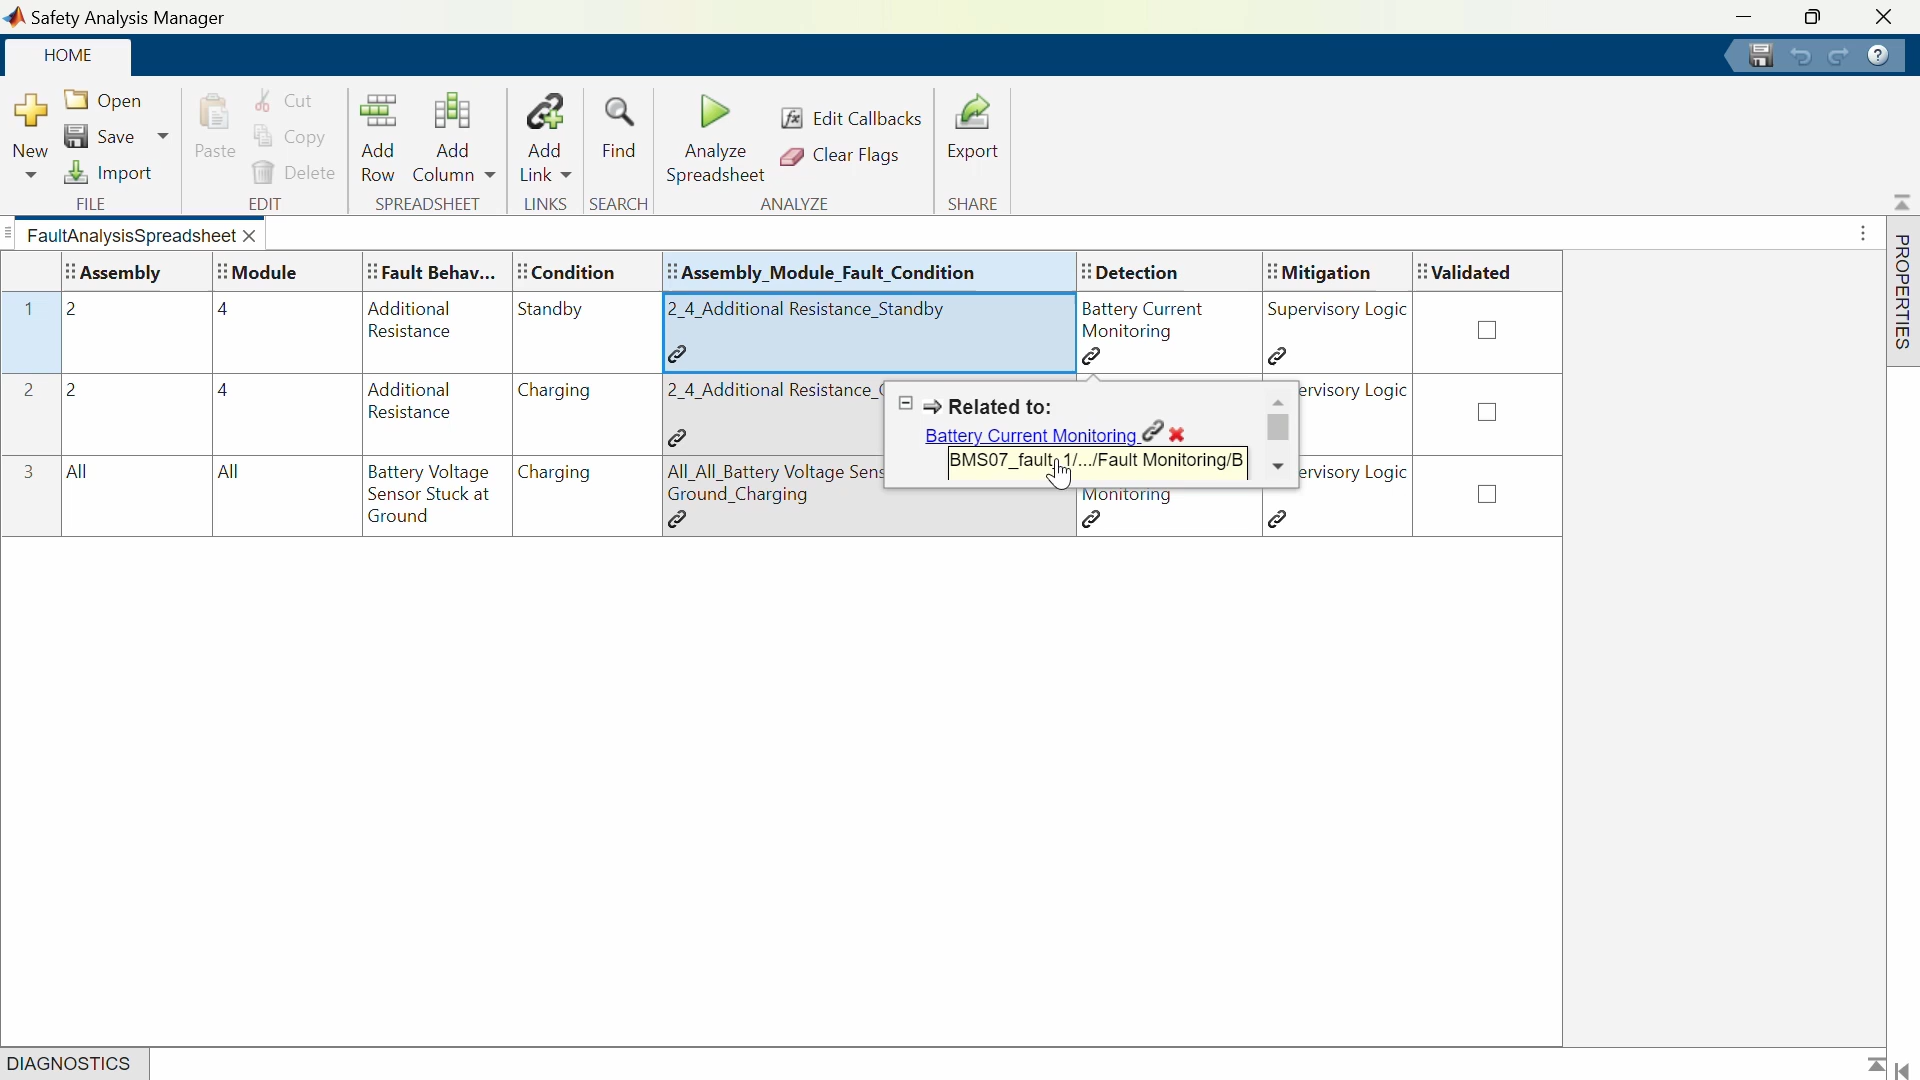 Safety Analysis Manager
HOME
New
Open
Save
Import
FILE
Paste
Cut
Copy
Delete
EDIT
Add
Row
Add
Column
SPREADSHEET
Add
Link
LINKS
Find
SEARCH
Analyze
Spreadsheet
Edit Callbacks
Clear Flags
ANALYZE
Export
SHARE
FaultAnalysisSpreadsheet
PROPERTIES
Assembly Module Fault Behav... Condition Assembly_Module_Fault_Condition Detection Mitigation Validated
1 2 4 Additional Standby 2_4_Additional Resistance_Standby Battery Current Supervisory Logic
Resistance Monitoring
2 2 4 Additional Charging 2_4_Additional Resistance_
Resistance
Related to:
Battery Current Monitoring
BMS07_fault_1/.../Fault Monitoring/B
ervisory Logic
3 All All Battery Voltage Charging All_All_Battery Voltage Sens ervisory Logic
Sensor Stuck at Ground_Charging Monitoring
Ground
DIAGNOSTICS